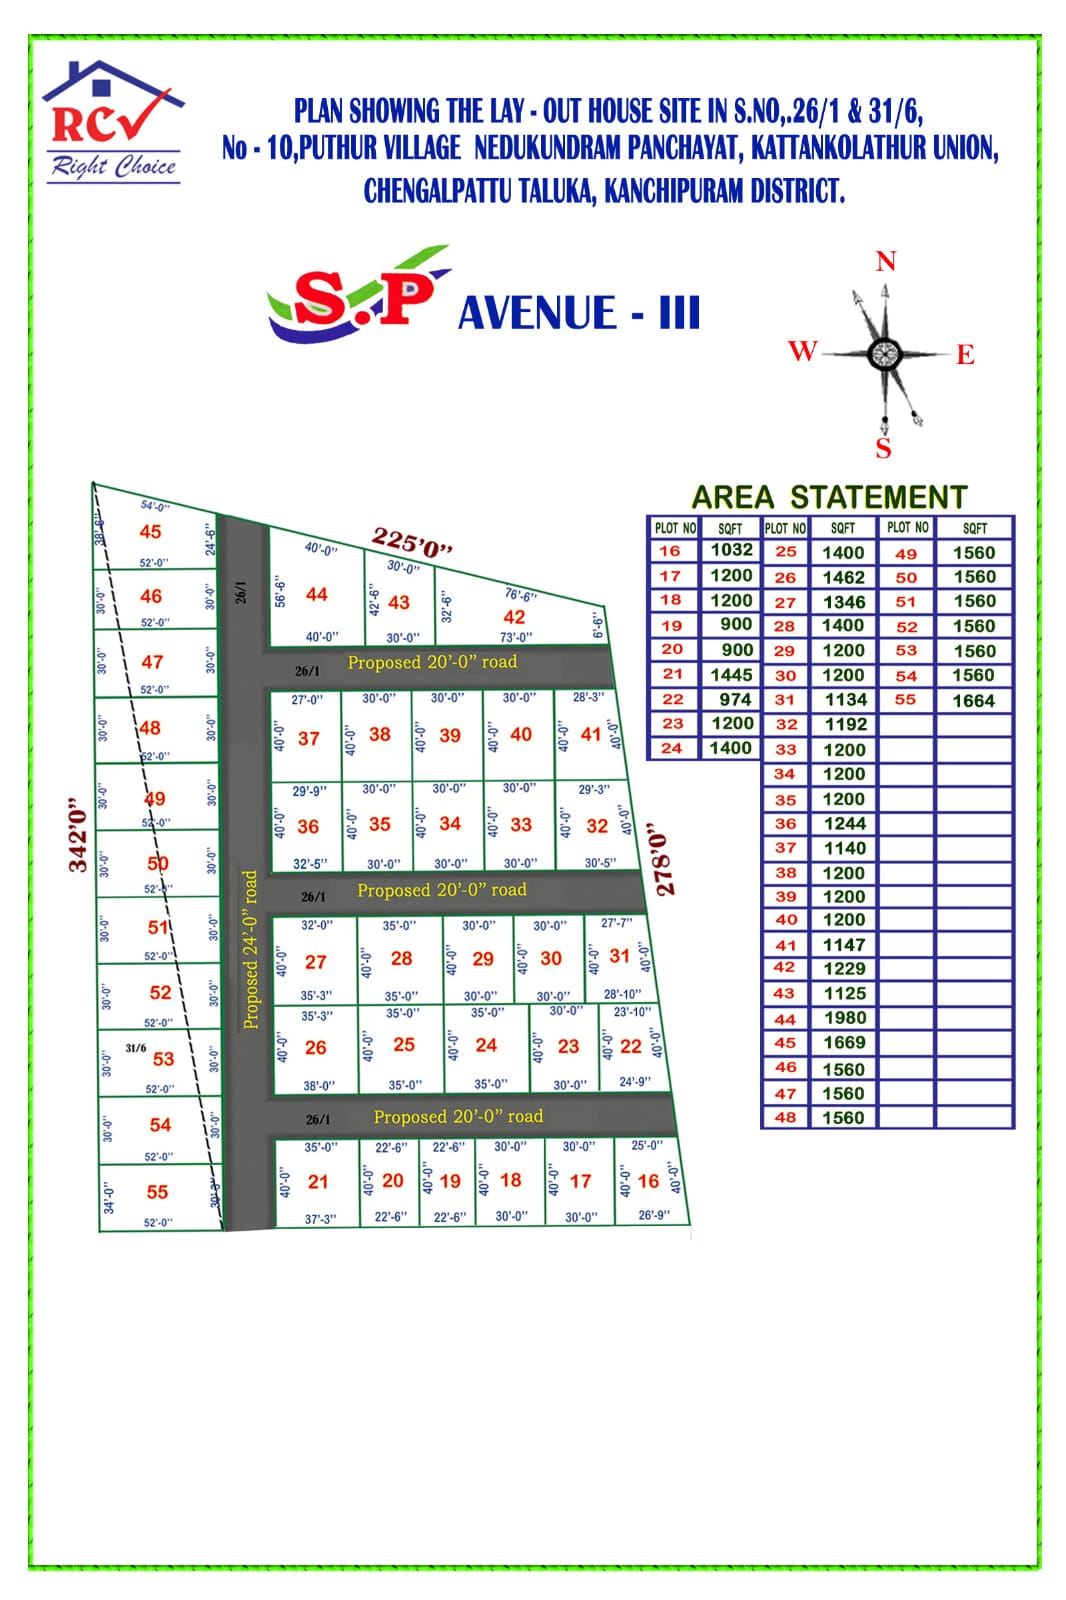 RCV
Right Choice
PLAN SHOWING THE LAY - OUT HOUSE SITE IN S.NO,.26/1 & 31/6,
No - 10,PUTHUR VILLAGE NEDUKUNDRAM PANCHAYAT, KATTANKOLATHUR UNION,
CHENGALPATTU TALUKA, KANCHIPURAM DISTRICT.
S.P AVENUE - III
N
W E
S
AREA STATEMENT
PLOT NO SQFT PLOT NO SQFT PLOT NO SQFT
16 1032 25 1400 49 1560
17 1200 26 1462 50 1560
18 1200 27 1346 51 1560
19 900 28 1400 52 1560
20 900 29 1200 53 1560
21 1445 30 1200 54 1560
22 974 31 1134 55 1664
23 1200 32 1192
24 1400 33 1200
34 1200
35 1200
36 1244
37 1140
38 1200
39 1200
40 1200
41 1147
42 1229
43 1125
44 1980
45 1669
46 1560
47 1560
48 1560
225'0"
342'0"
278'0"
54'-0"
38'-6" 45 24'-6"
52'-0"
30'-0" 46 30'-0"
52'-0"
30'-0" 47 30'-0"
52'-0"
30'-0" 48 30'-0"
52'-0"
30'-0" 49 30'-0"
52'-0"
30'-0" 50 30'-0"
52'-0"
30'-0" 51 30'-0"
52'-0"
30'-0" 52 30'-0"
52'-0"
31/6
30'-0" 53 30'-0"
52'-0"
30'-0" 54 30'-0"
52'-0"
34'-0" 55 30'-0"
52'-0"
26/1
Proposed 24'-0" road
40'-0" 30'-0" 76'-6"
56'-6" 44 42'-6" 43 32'-6" 42 6'-6"
40'-0" 30'-0" 73'-0"
26/1 Proposed 20'-0" road
27'-0" 30'-0" 30'-0" 30'-0" 28'-3"
40'-0" 37 40'-0" 38 40'-0" 39 40'-0" 40 40'-0" 41 40'-0"
29'-9" 30'-0" 30'-0" 30'-0" 29'-3"
40'-0" 36 40'-0" 35 40'-0" 34 40'-0" 33 40'-0" 32 40'-0"
32'-5" 30'-0" 30'-0" 30'-0" 30'-5"
26/1 Proposed 20'-0" road
32'-0" 35'-0" 30'-0" 30'-0" 27'-7"
40'-0" 27 40'-0" 28 40'-0" 29 40'-0" 30 40'-0" 31 40'-0"
35'-3" 35'-0" 30'-0" 30'-0" 28'-10"
35'-3" 35'-0" 35'-0" 30'-0" 23'-10"
40'-0" 26 40'-0" 25 40'-0" 24 40'-0" 23 40'-0" 22 40'-0"
38'-0" 35'-0" 35'-0" 30'-0" 24'-9"
26/1 Proposed 20'-0" road
35'-0" 22'-6" 22'-6" 30'-0" 30'-0" 25'-0"
40'-0" 21 40'-0" 20 40'-0" 19 40'-0" 18 40'-0" 17 40'-0" 16 40'-0"
37'-3" 22'-6" 22'-6" 30'-0" 30'-0" 26'-9"